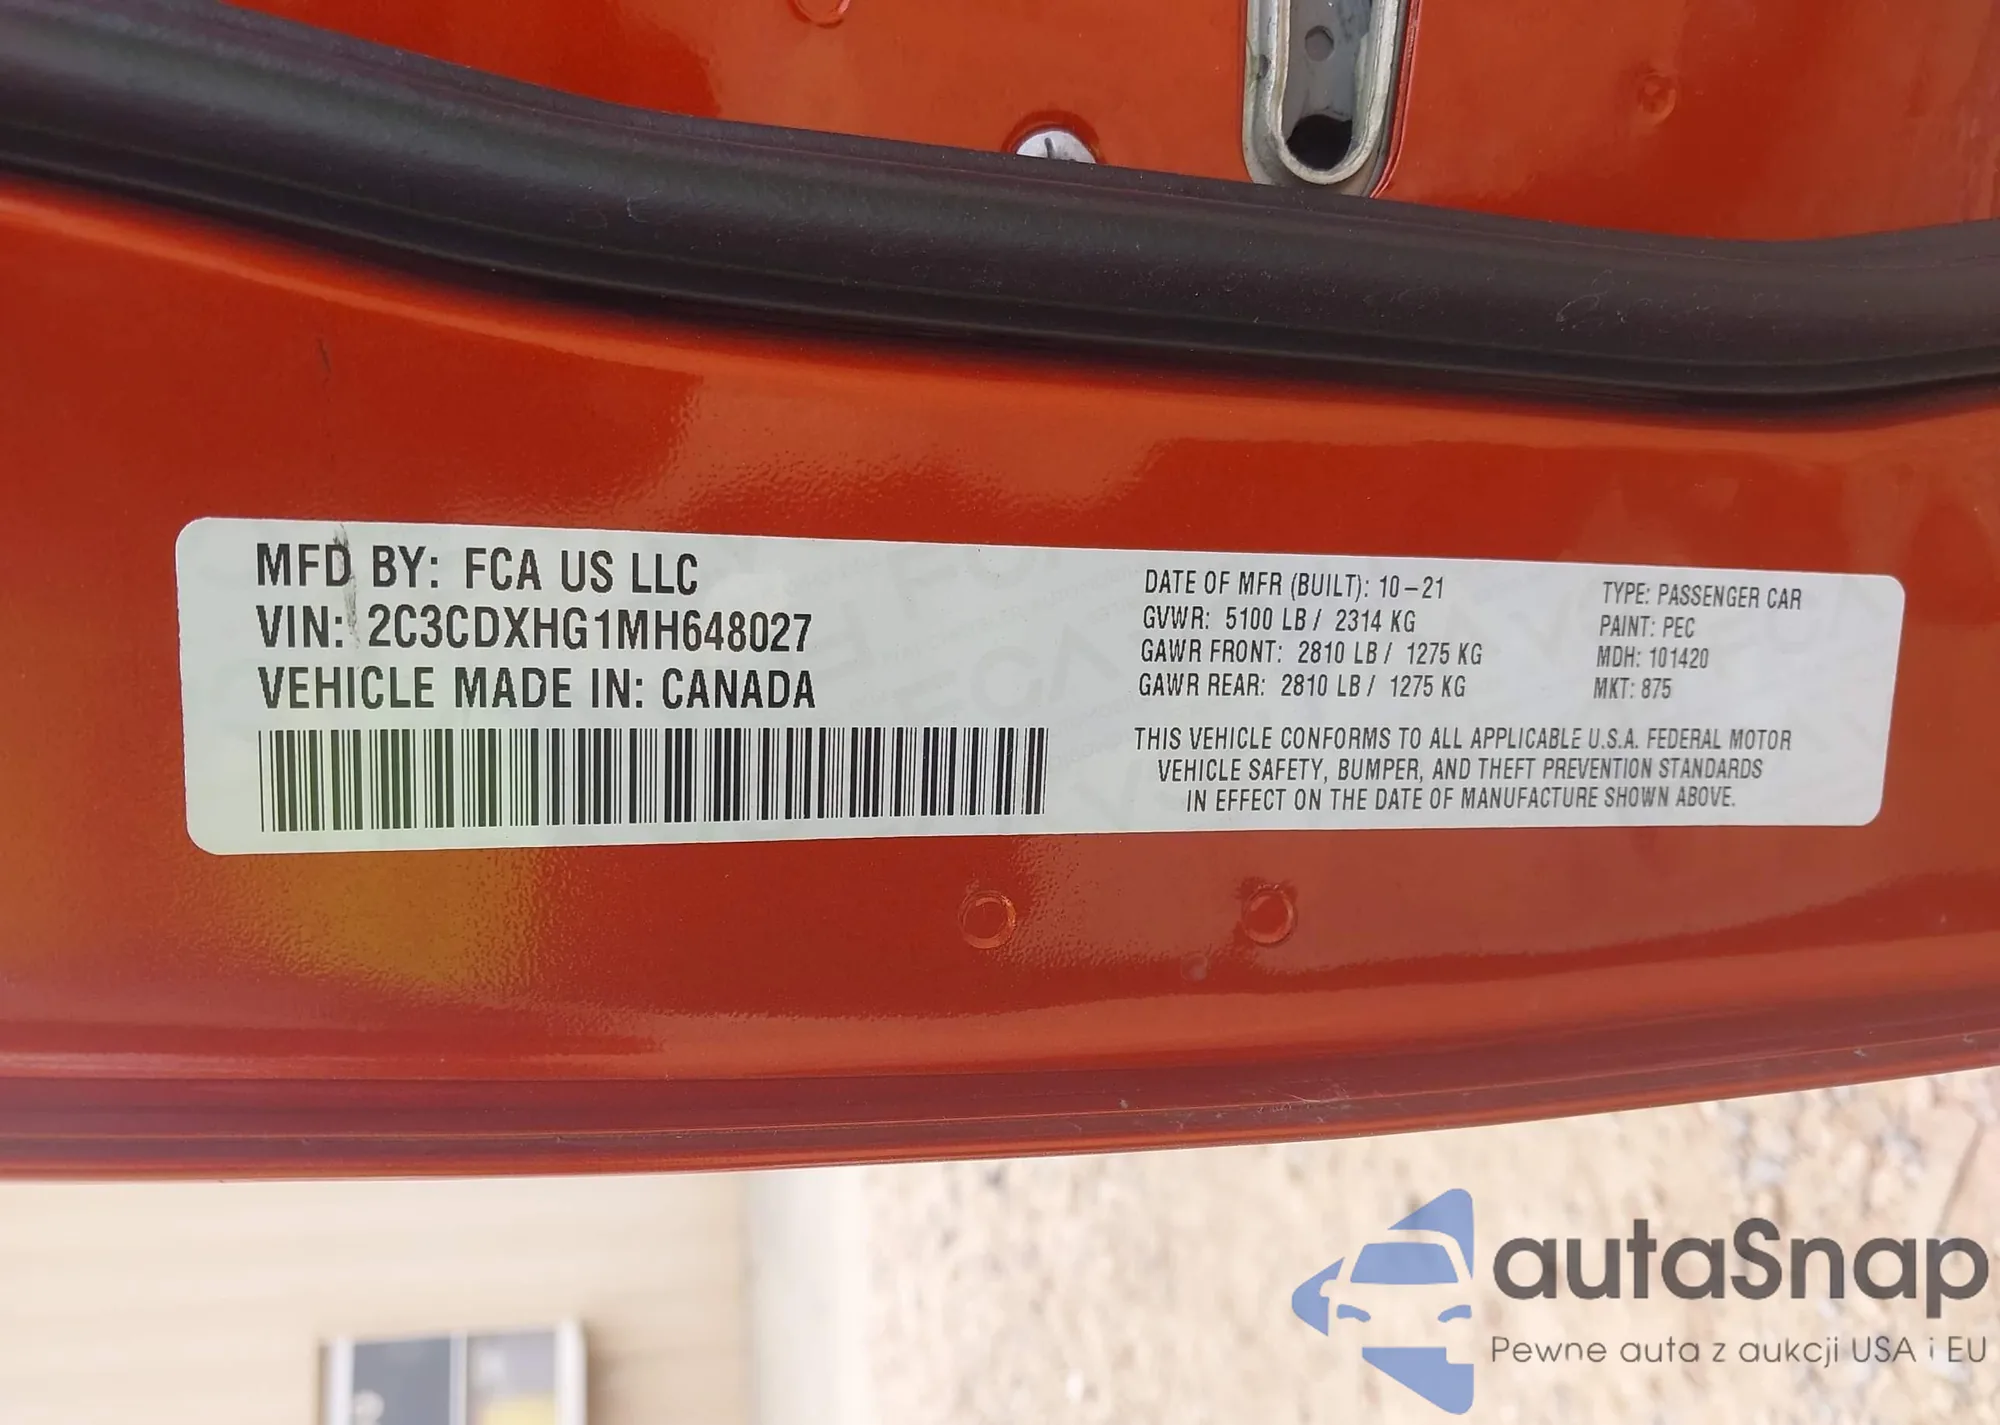 MFD BY: FCA US LLC
VIN: 2C3CDXHG1MH648027
VEHICLE MADE IN: CANADA
DATE OF MFR (BUILT): 10-21
GVWR: 5100 LB / 2314 KG
GAWR FRONT: 2810 LB / 1275 KG
GAWR REAR: 2810 LB / 1275 KG
TYPE: PASSENGER CAR
PAINT: PEC
MDH: 101420
MKT: 875
THIS VEHICLE CONFORMS TO ALL APPLICABLE U.S.A. FEDERAL MOTOR
VEHICLE SAFETY, BUMPER, AND THEFT PREVENTION STANDARDS
IN EFFECT ON THE DATE OF MANUFACTURE SHOWN ABOVE.
autaSnap
Pewne auta z aukcji USA i EU